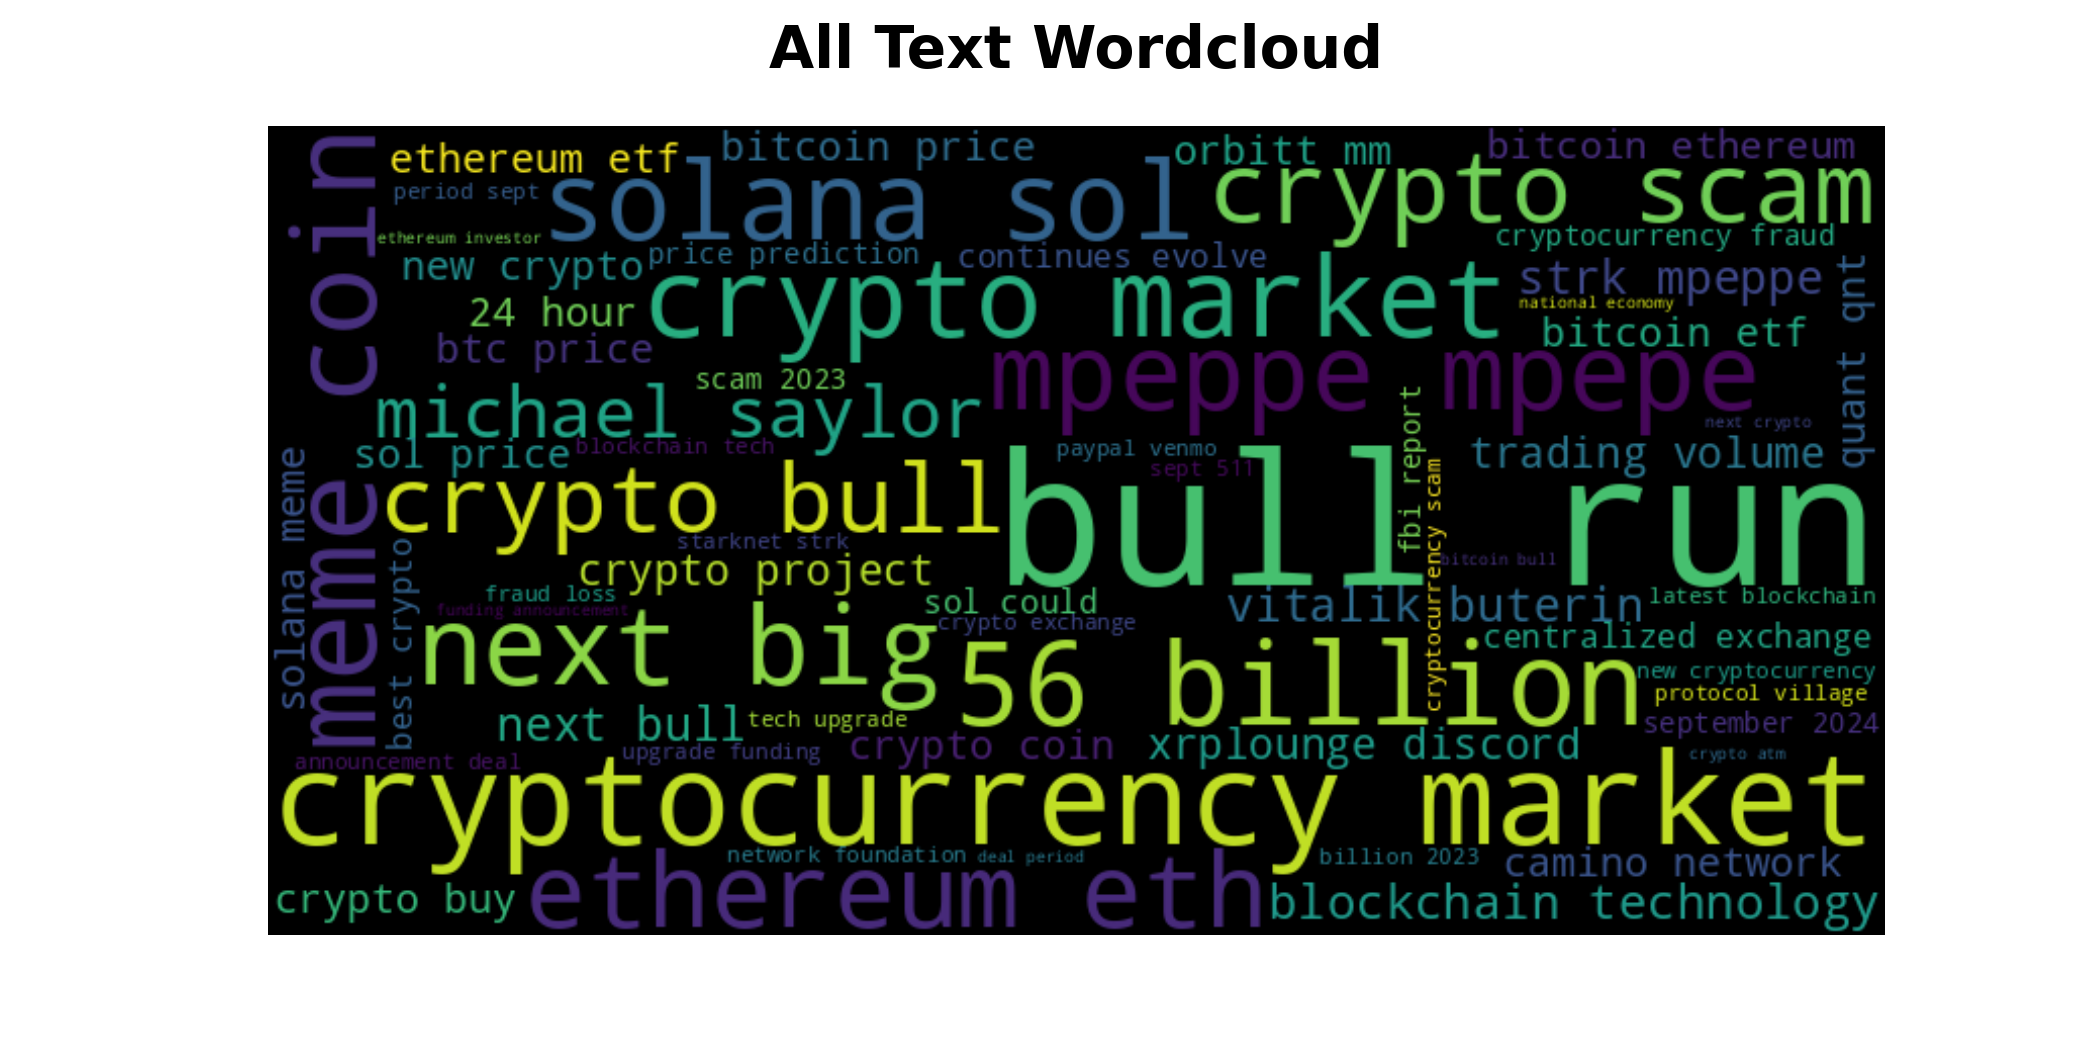 All Text Wordcloud
meme coin
ethereum etf
bitcoin price
orbitt mm
bitcoin ethereum
period sept
solana sol
crypto scam
ethereum investor
cryptocurrency fraud
new crypto
price prediction
continues evolve
strk mpeppe
quant qnt
24 hour
crypto market
national economy
btc price
bitcoin etf
scam 2023
mpeppe mpepe
michael saylor
fbi report
next crypto
sol price
blockchain tech
paypal venmo
sept 511
trading volume
solana meme
crypto bull
bull run
cryptocurrency scam
best crypto
starknet strk
bitcoin bull
crypto project
fraud loss
funding announcement
sol could
vitalik buterin
latest blockchain
next big
crypto exchange
centralized exchange
56 billion
new cryptocurrency
protocol village
next bull
tech upgrade
september 2024
upgrade funding
crypto coin
xrplounge discord
crypto atm
announcement deal
cryptocurrency market
network foundation
deal period
billion 2023
camino network
crypto buy
ethereum eth
blockchain technology